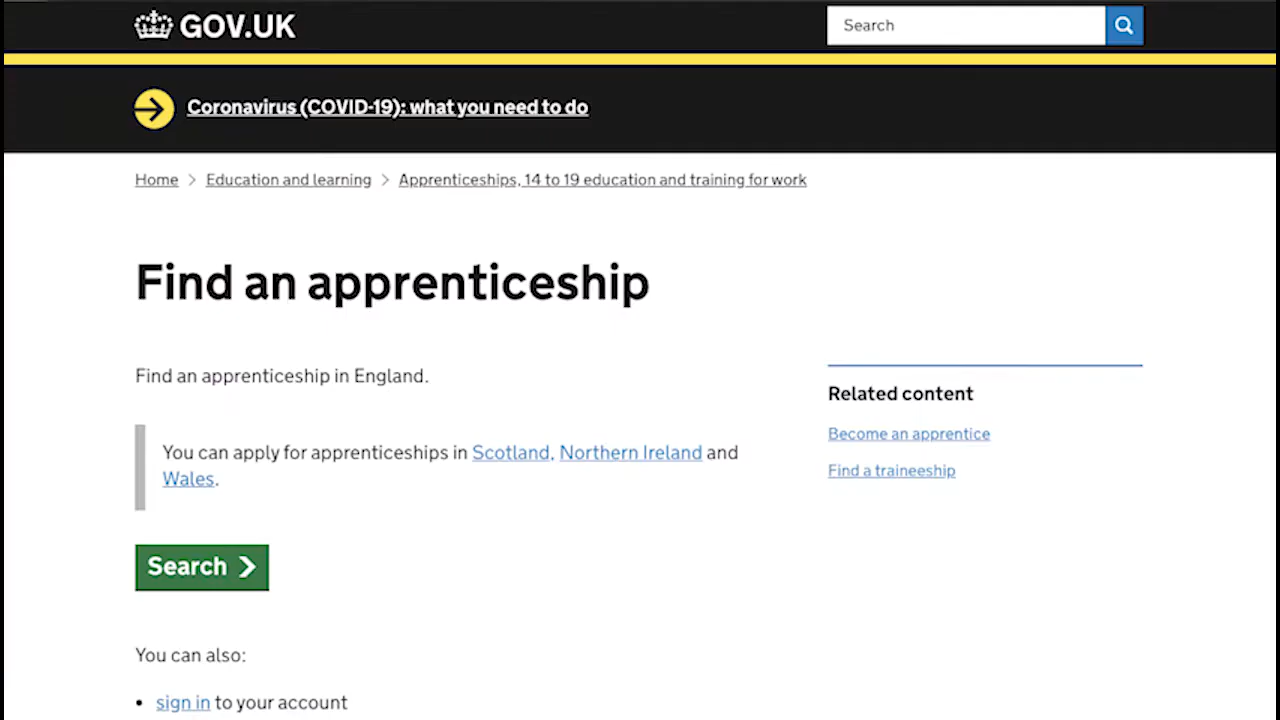 GOV.UK
Search
Coronavirus (COVID-19): what you need to do
Home > Education and learning > Apprenticeships, 14 to 19 education and training for work
Find an apprenticeship
Find an apprenticeship in England.
You can apply for apprenticeships in Scotland, Northern Ireland and
Wales.
Search
You can also:
• sign in to your account
Related content
Become an apprentice
Find a traineeship